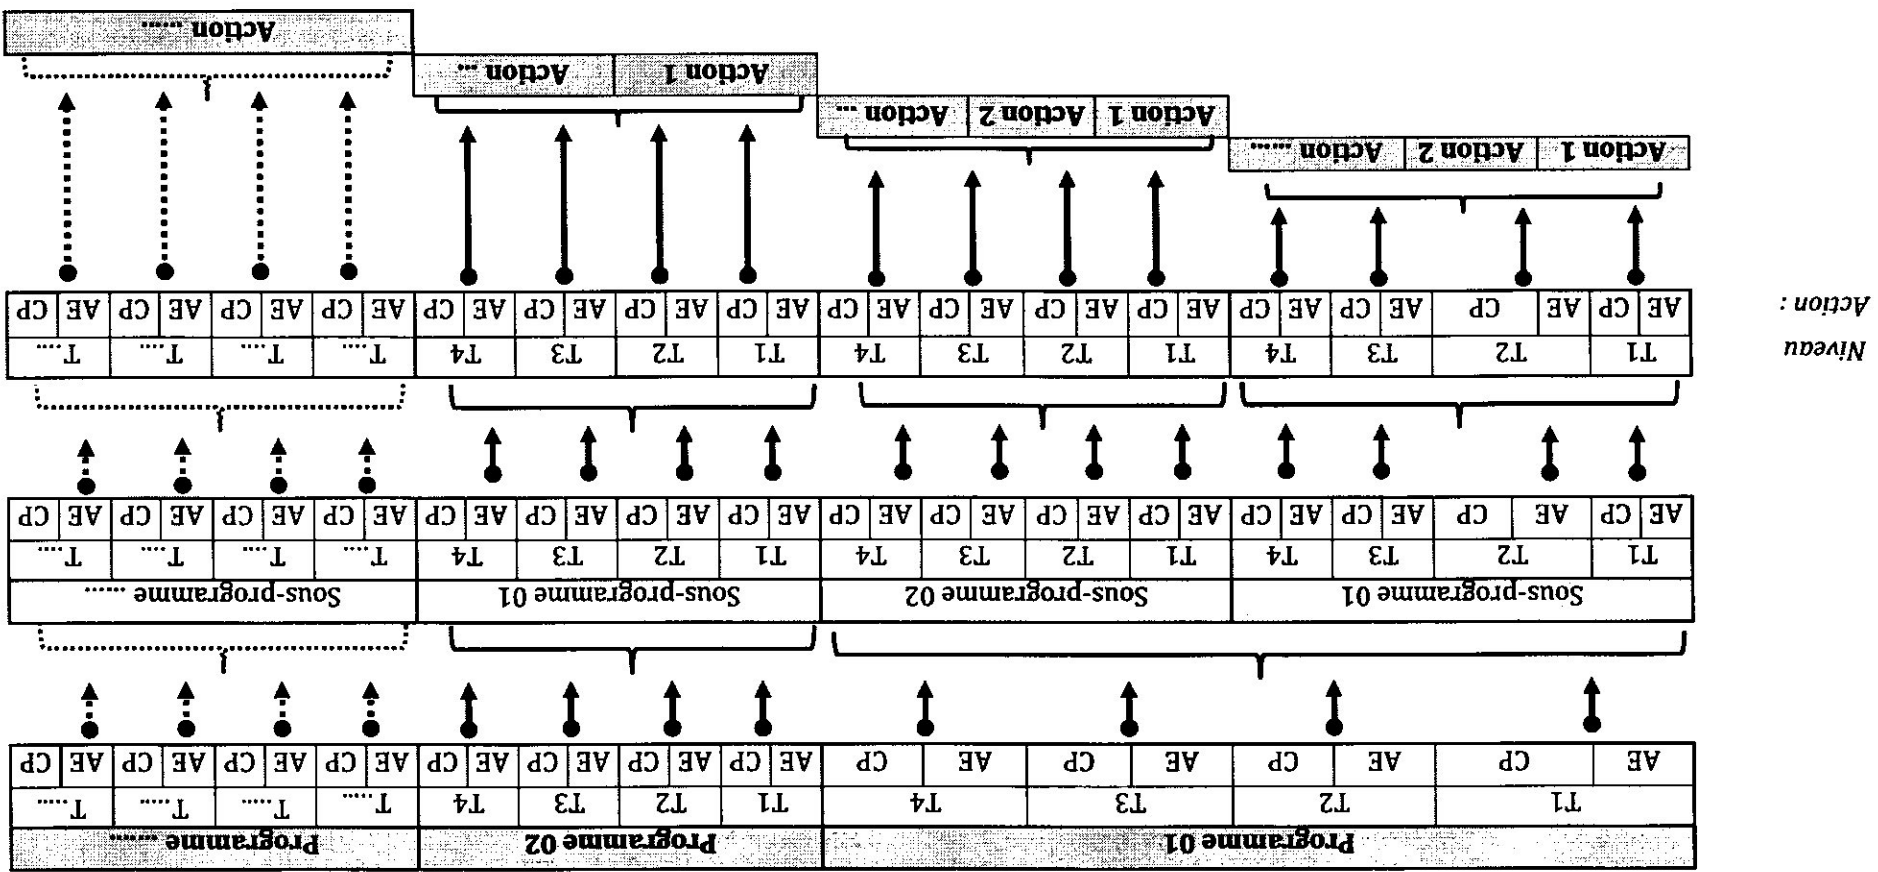 Programme 01 Programme 02 Programme ........
T1 T2 T3 T4 T1 T2 T3 T4 T..... T..... T..... T.....
AE CP AE CP AE CP AE CP AE CP AE CP AE CP AE CP AE CP AE CP AE CP AE CP
Sous-programme 01 Sous-programme 02 Sous-programme 01 Sous-programme ......
T1 T2 T3 T4 T1 T2 T3 T4 T1 T2 T3 T4 T.... T.... T.... T....
AE CP AE CP AE CP AE CP AE CP AE CP AE CP AE CP AE CP AE CP AE CP AE CP AE CP AE CP AE CP AE CP
Niveau T1 T2 T3 T4 T1 T2 T3 T4 T1 T2 T3 T4 T.... T.... T.... T....
Action : AE CP AE CP AE CP AE CP AE CP AE CP AE CP AE CP AE CP AE CP AE CP AE CP AE CP AE CP AE CP AE CP
Action 1 Action 2 Action ......
Action 1 Action 2 Action ...
Action 1 Action ...
Action ......